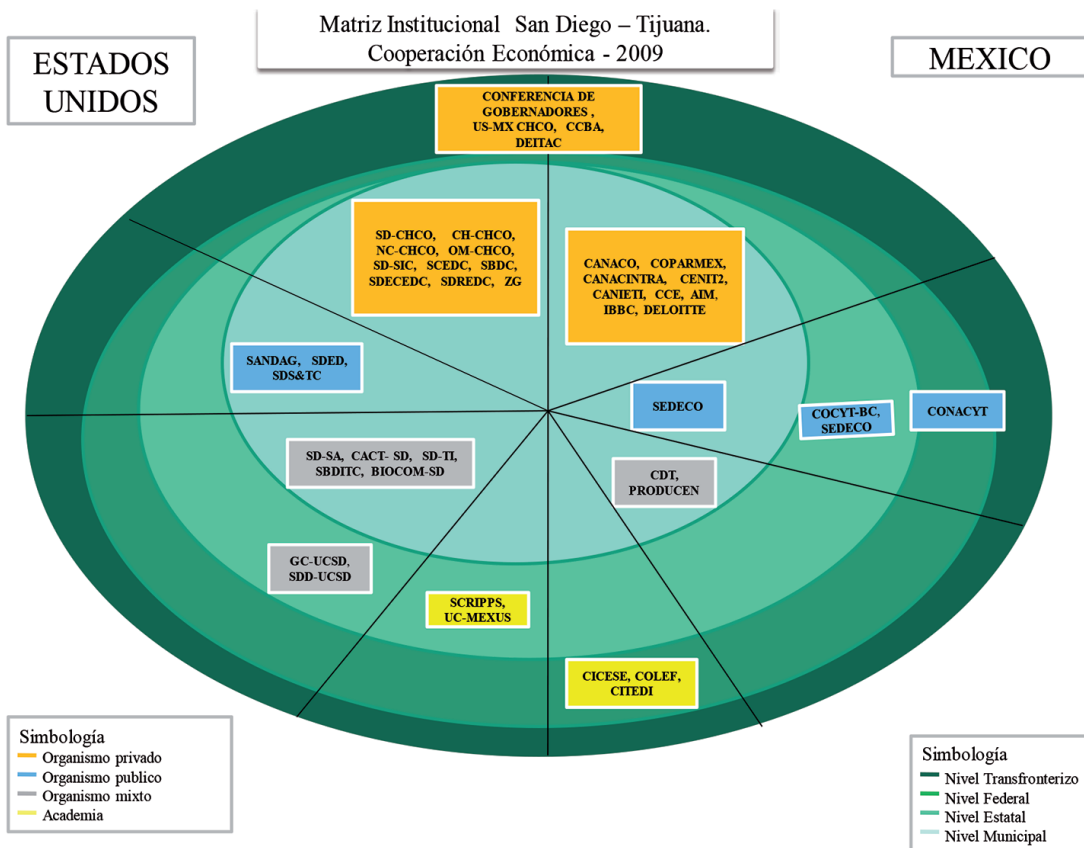 Matriz Institucional San Diego – Tijuana.
Cooperación Económica - 2009
ESTADOS
UNIDOS
MEXICO
CONFERENCIA DE
GOBERNADORES ,
US-MX CHCO, CCBA,
DEITAC
SD-CHCO, CH-CHCO,
NC-CHCO, OM-CHCO,
SD-SIC, SCEDC, SBDC,
SDECEDC, SDREDC, ZG
CANACO, COPARMEX,
CANACINTRA, CENIT2,
CANIETI, CCE, AIM,
IBBC, DELOITTE
SANDAG, SDED,
SDS&TC
SEDECO
COCYT-BC,
SEDECO
CONACYT
SD-SA, CACT- SD, SD-TI,
SBDITC, BIOCOM-SD
CDT,
PRODUCEN
GC-UCSD,
SDD-UCSD
SCRIPPS,
UC-MEXUS
CICESE, COLEF,
CITEDI
Simbología
Organismo privado
Organismo publico
Organismo mixto
Academia
Simbología
Nivel Transfronterizo
Nivel Federal
Nivel Estatal
Nivel Municipal